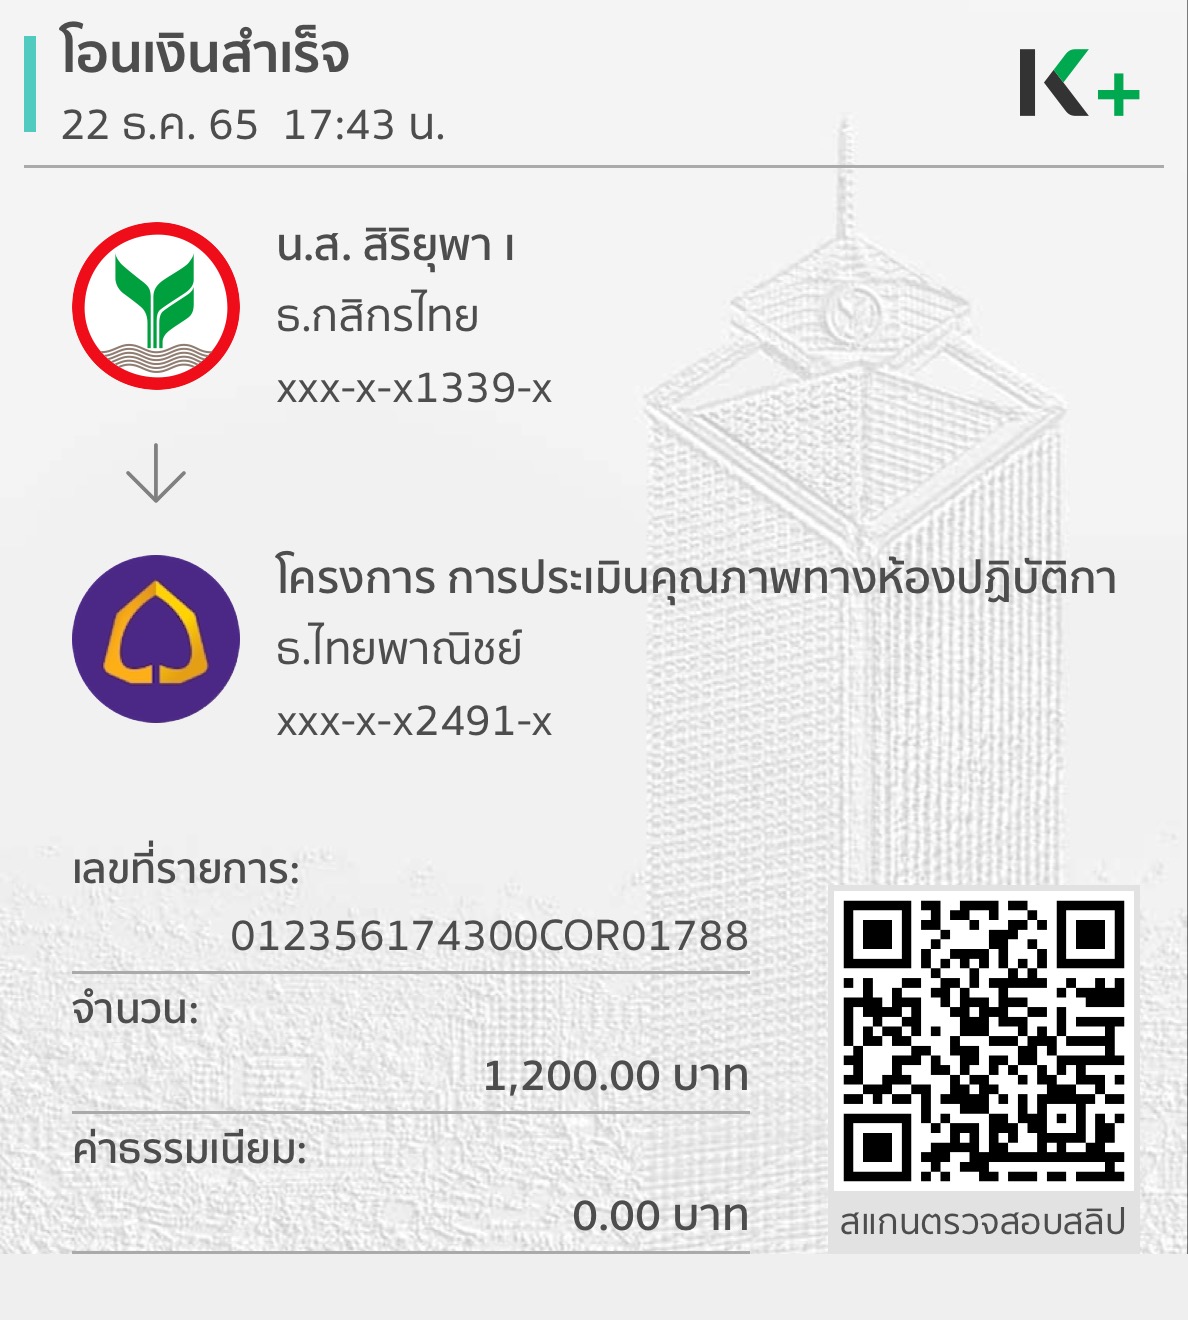 โอนเงินสำเร็จ
22 ธ.ค. 65 17:43 น.
K+
น.ส. สิริยุพา เ
ธ.กสิกรไทย
xxx-x-x1339-x
โครงการ การประเมินคุณภาพทางห้องปฏิบัติกา
ธ.ไทยพาณิชย์
xxx-x-x2491-x
เลขที่รายการ:
012356174300COR01788
จำนวน:
1,200.00 บาท
ค่าธรรมเนียม:
0.00 บาท
สแกนตรวจสอบสลิป